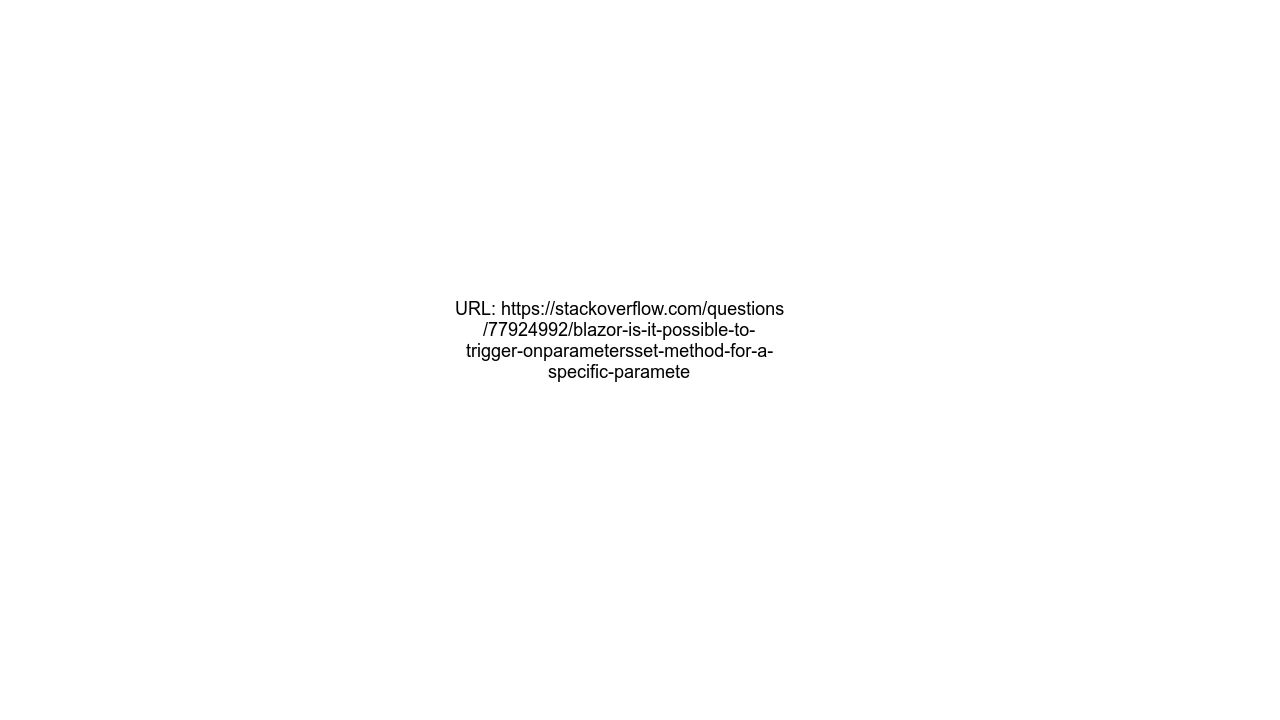 URL: https://stackoverflow.com/questions
/77924992/blazor-is-it-possible-to-
trigger-onparametersset-method-for-a-
specific-paramete